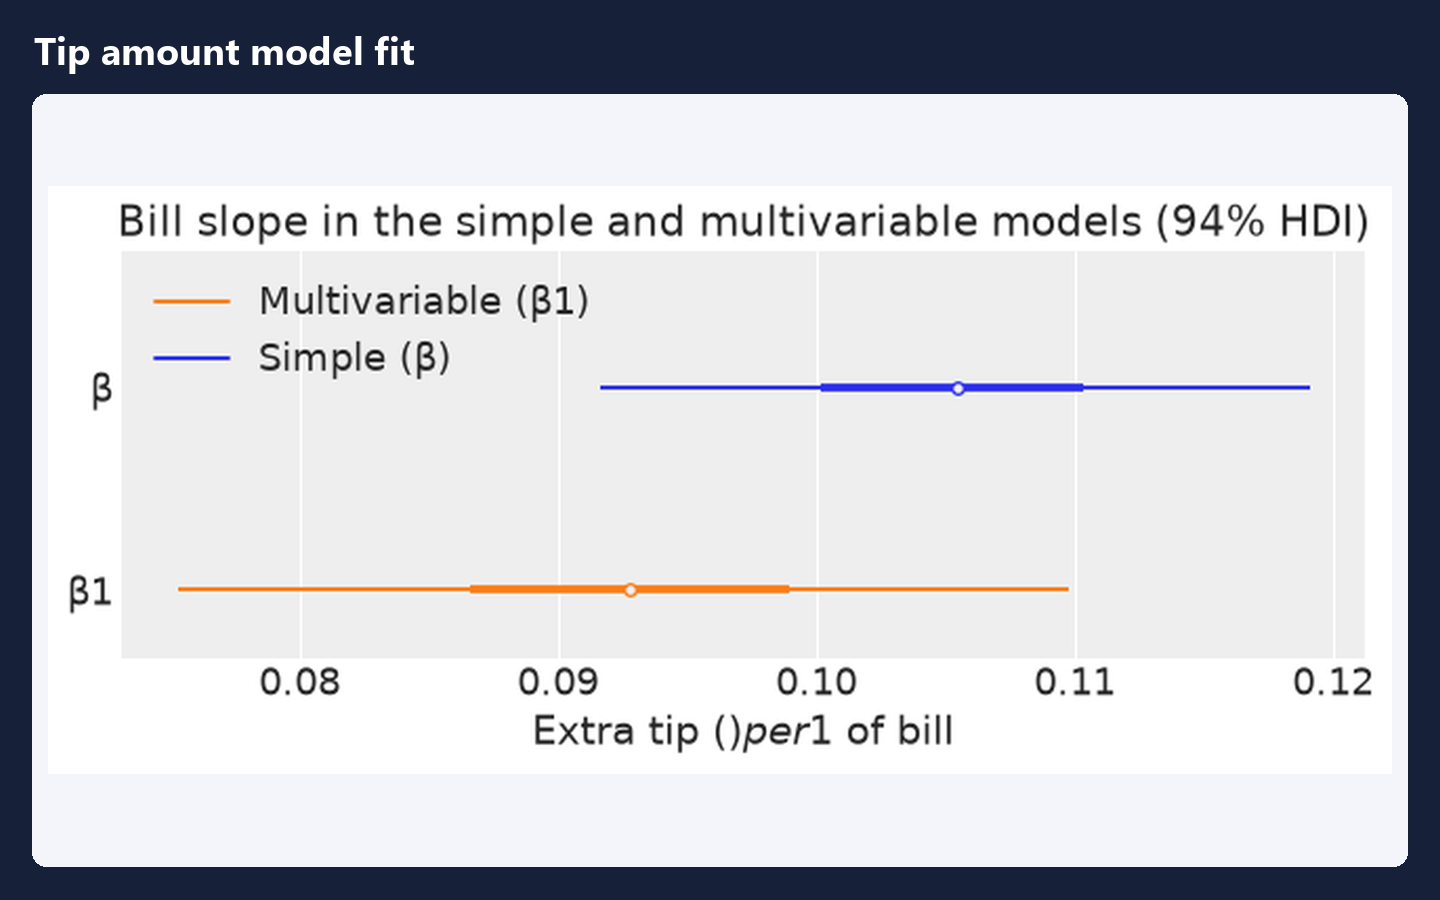 Tip amount model fit
Bill slope in the simple and multivariable models (94% HDI)
Multivariable (β1)
Simple (β)
β
β1
0.08 0.09 0.10 0.11 0.12
Extra tip ()per1 of bill